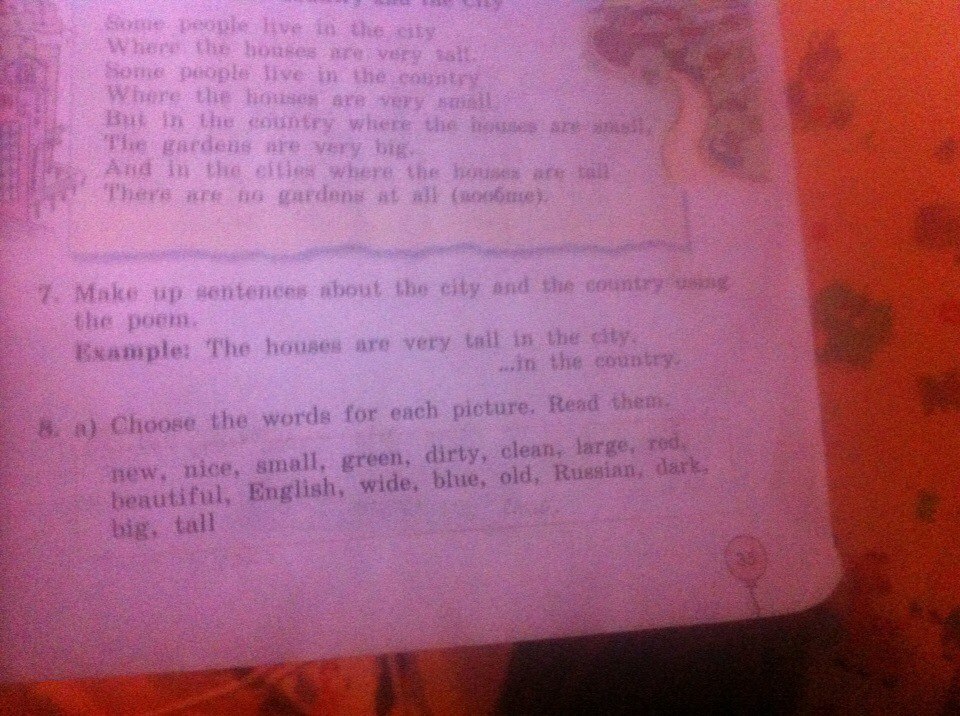 Country and the City
Some people live in the city
Where the houses are very tall.
Some people live in the country
Where the houses are very small.
But in the country where the houses are small,
The gardens are very big.
And in the cities where the houses are tall
There are no gardens at all (вообще).
7. Make up sentences about the city and the country using
the poem.
Example: The houses are very tall in the city.
...in the country.
8. a) Choose the words for each picture. Read them.
new, nice, small, green, dirty, clean, large, red,
beautiful, English, wide, blue, old, Russian, dark,
big, tall